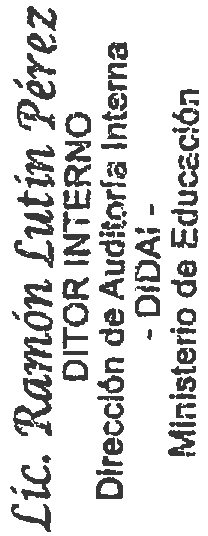 Lic. Ramón Lutín Pérez
DITOR INTERNO
Dirección de Auditoría Interna
- DIDAI -
Ministerio de Educación